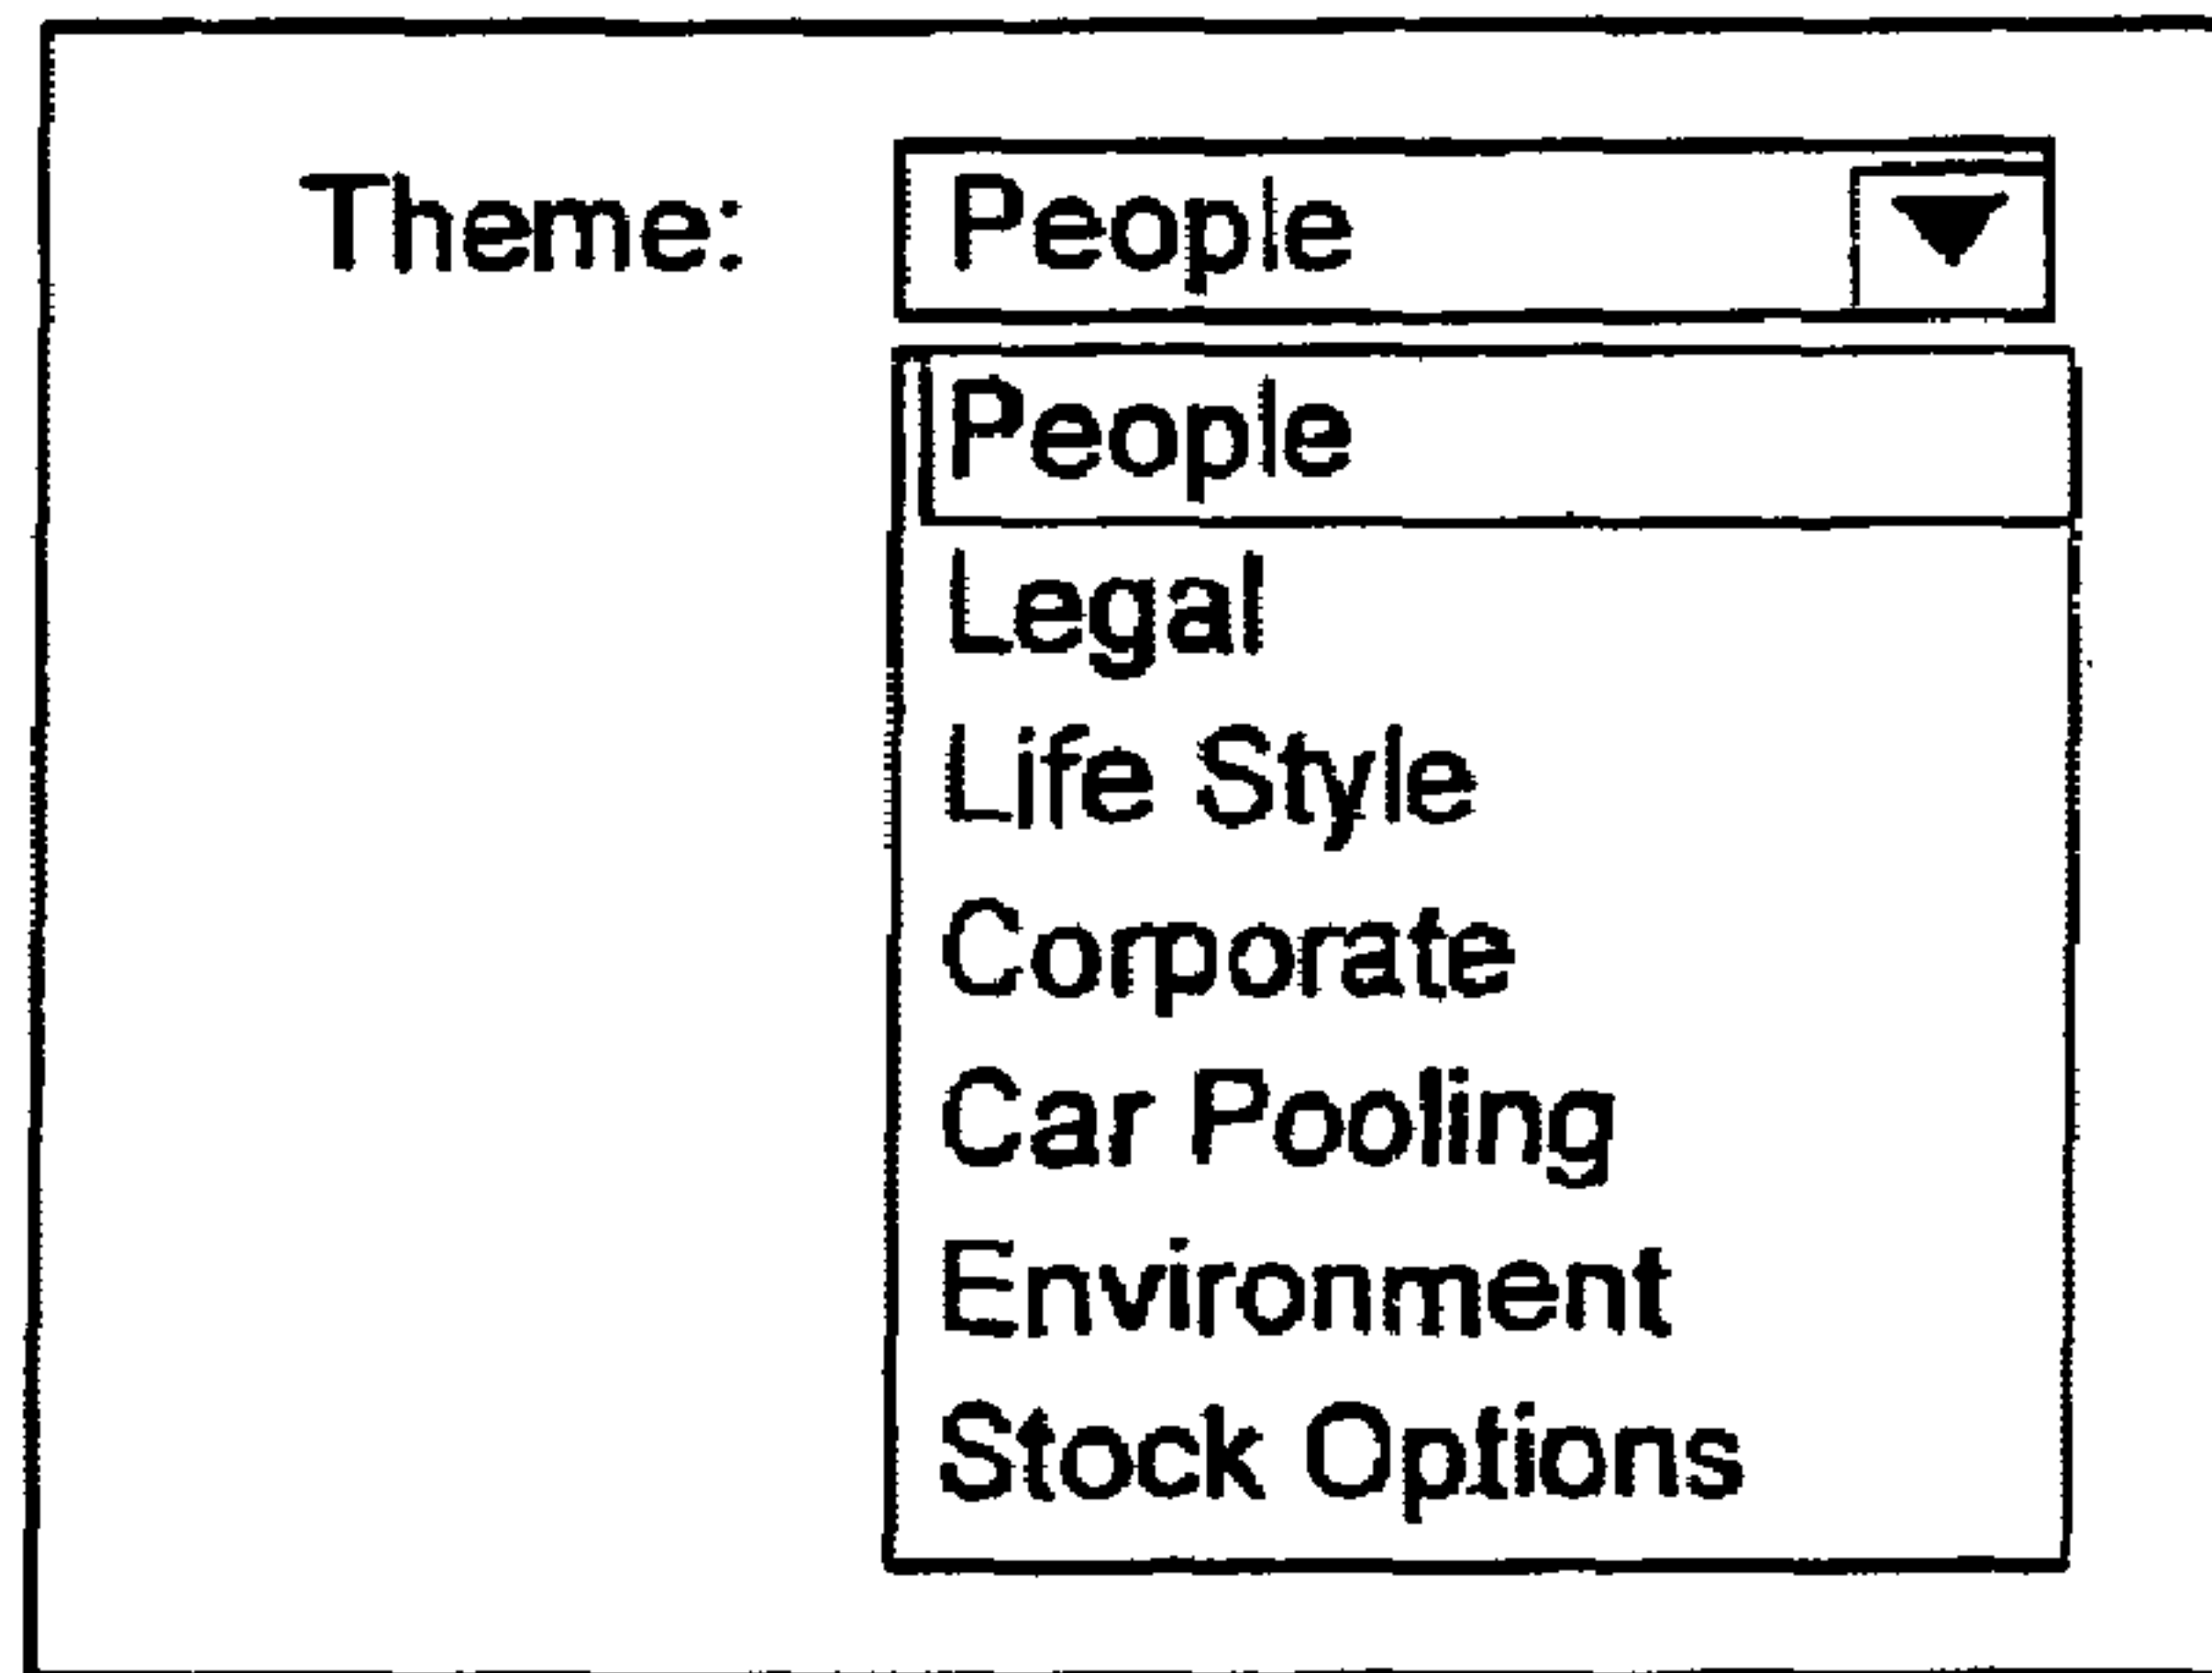 Theme: People
People
Legal
Life Style
Corporate
Car Pooling
Environment
Stock Options